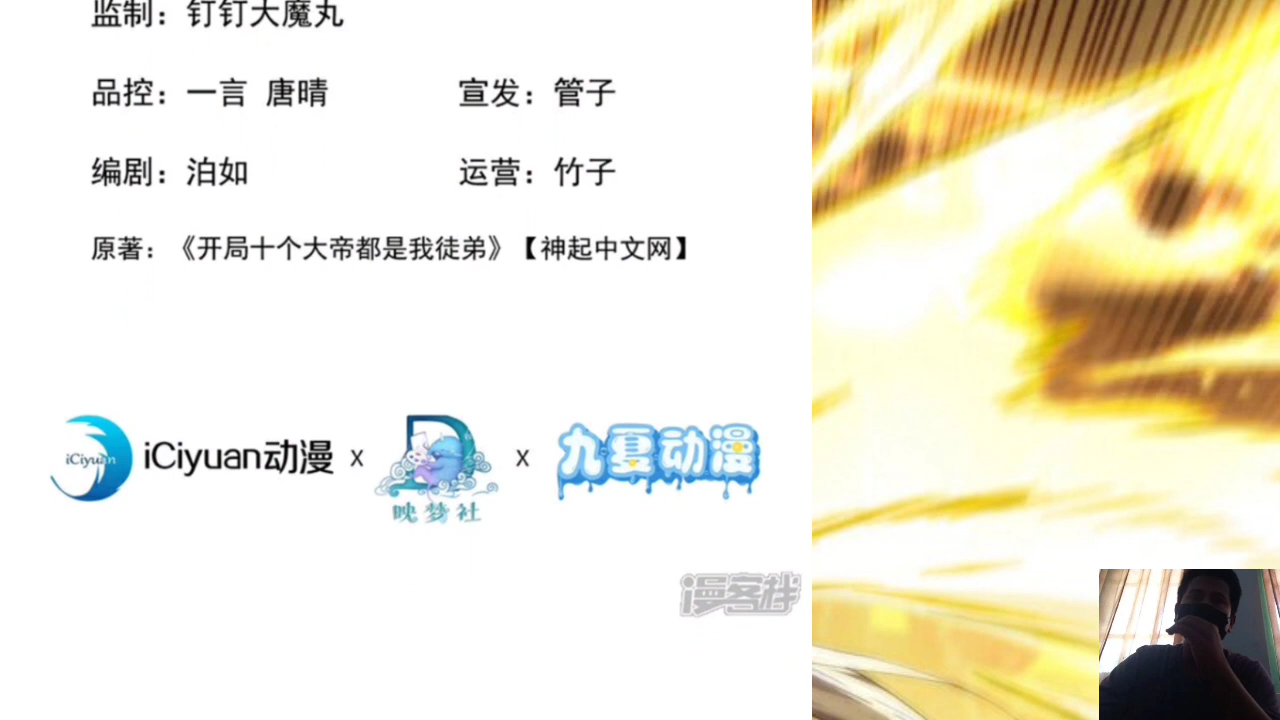 监制：钉钉大魔丸
品控：一言 唐晴
宣发：管子
编剧：泊如
运营：竹子
原著：《开局十个大帝都是我徒弟》【神起中文网】
iCiyuan
iCiyuan动漫 x
映梦社
x
九夏动漫
漫客栈